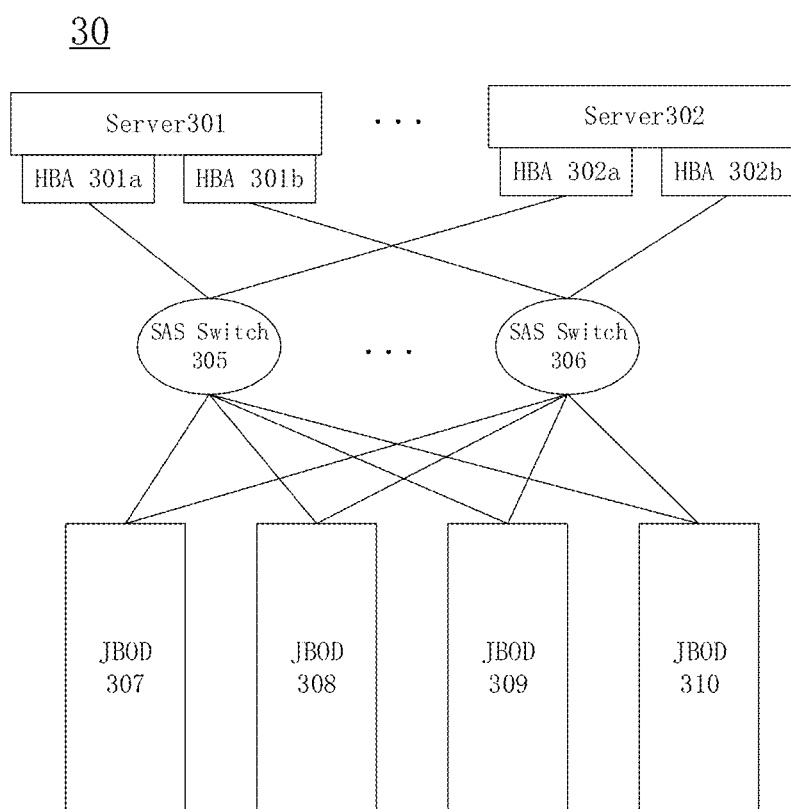 30
Server301
...
Server302
HBA 301a
HBA 301b
HBA 302a
HBA 302b
SAS Switch
305
...
SAS Switch
306
JBOD
307
JBOD
308
JBOD
309
JBOD
310